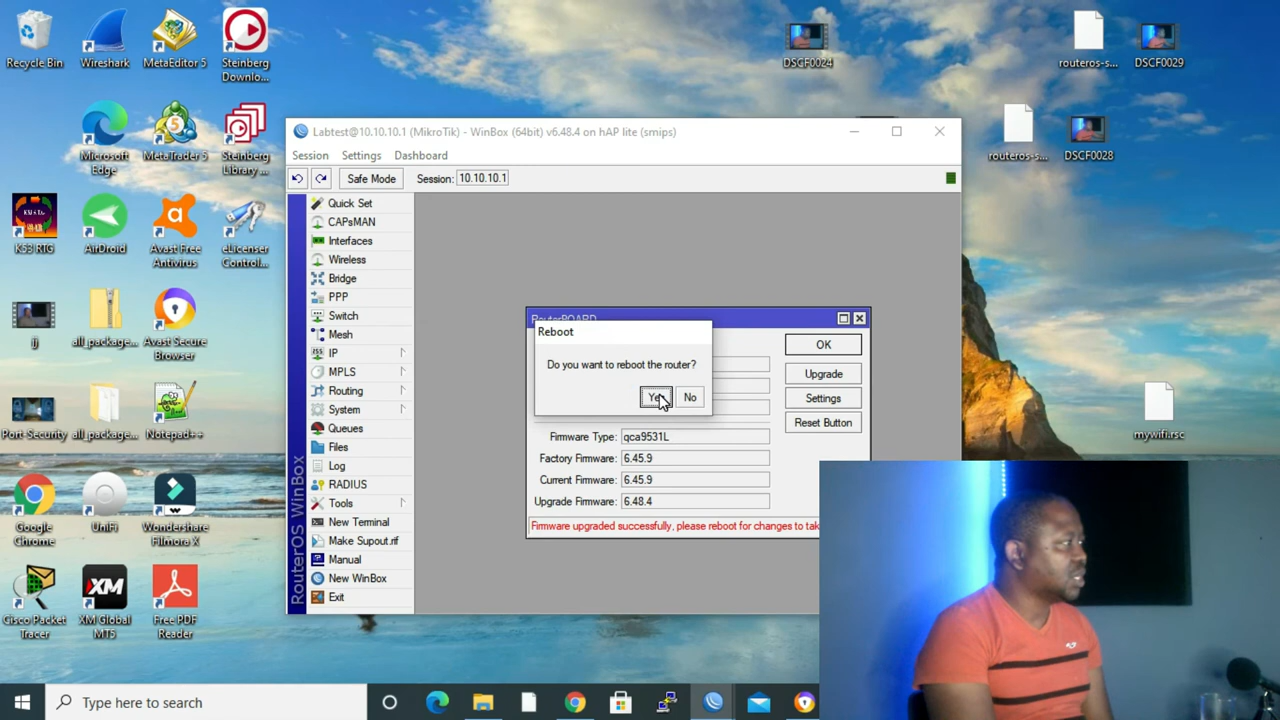 Recycle Bin
Wireshark
MetaEditor 5
Steinberg
Downlo...
DSCF0024
routeros-s...
DSCF0029
Microsoft
Edge
MetaTrader 5
Steinberg
Library ...
routeros-s...
DSCF0028
K53 RTG
AirDroid
Avast Free
Antivirus
eLicenser
Control...
jj
all_package...
Avast Secure
Browser
Port-Security
all_package...
Notepad++
mywifi.rsc
Google
Chrome
UniFi
Wondershare
Filmora X
Cisco Packet
Tracer
XM
XM Global
MT5
Free PDF
Reader
Labtest@10.10.10.1 (MikroTik) - WinBox (64bit) v6.48.4 on hAP lite (smips)
Session Settings Dashboard
Safe Mode Session: 10.10.10.1
Quick Set
CAPsMAN
Interfaces
Wireless
Bridge
PPP
Switch
Mesh
IP
MPLS
Routing
System
Queues
Files
Log
RADIUS
Tools
New Terminal
Make Supout.rif
Manual
New WinBox
Exit
RouterOS WinBox
RouterBOARD
Reboot
Do you want to reboot the router?
Yes No
OK
Upgrade
Settings
Reset Button
Firmware Type: qca9531L
Factory Firmware: 6.45.9
Current Firmware: 6.45.9
Upgrade Firmware: 6.48.4
Firmware upgraded successfully, please reboot for changes to tak
Type here to search